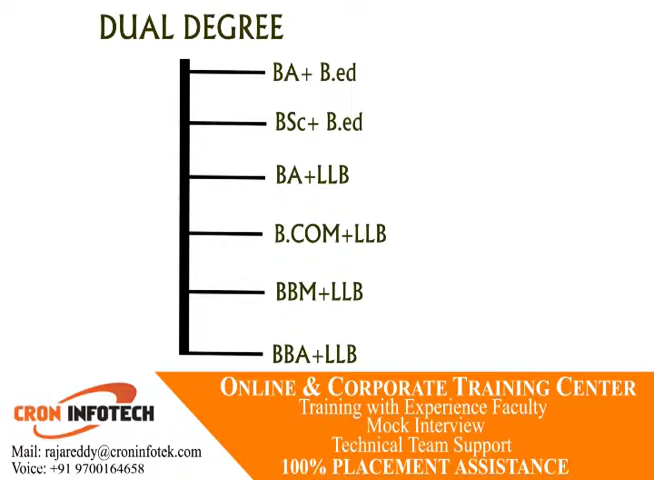 DUAL DEGREE
BA+ B.ed
BSc+ B.ed
BA+LLB
B.COM+LLB
BBM+LLB
BBA+LLB
CRON INFOTECH
Mail: rajareddy@croninfotek.com
Voice: +91 9700164658
ONLINE & CORPORATE TRAINING CENTER
Training with Experience Faculty
Mock Interview
Technical Team Support
100% PLACEMENT ASSISTANCE